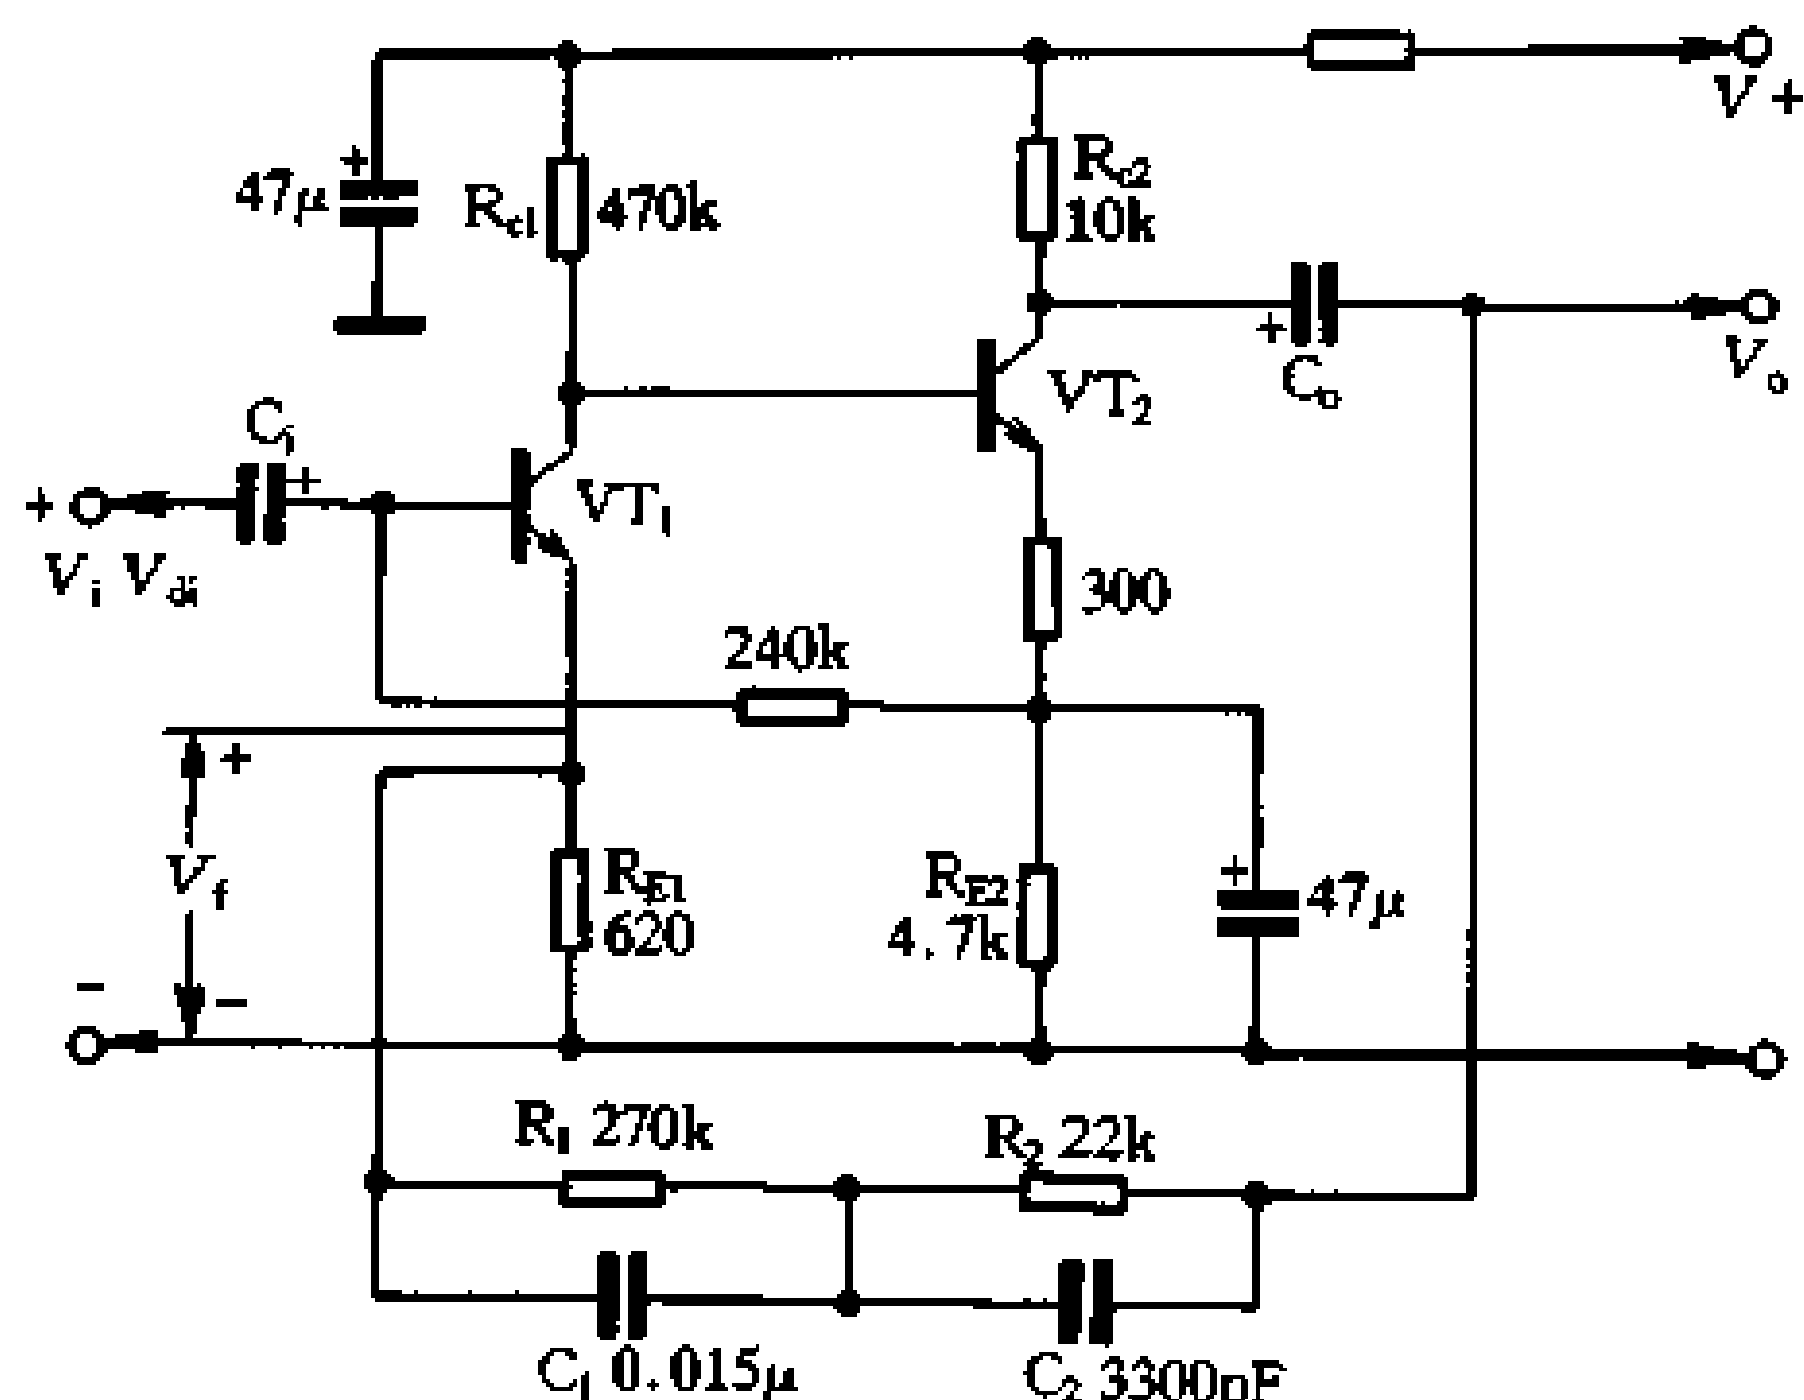 V +
47μ
+
Rc1
470k
Rc2
10k
+
Co
Vo
Ci
+
+
Vi Vdi
VT1
VT2
300
240k
+
Vf
-
-
RE1
620
RE2
4.7k
+
47μ
R1 270k
R2 22k
C1 0.015μ
C2 3300pF